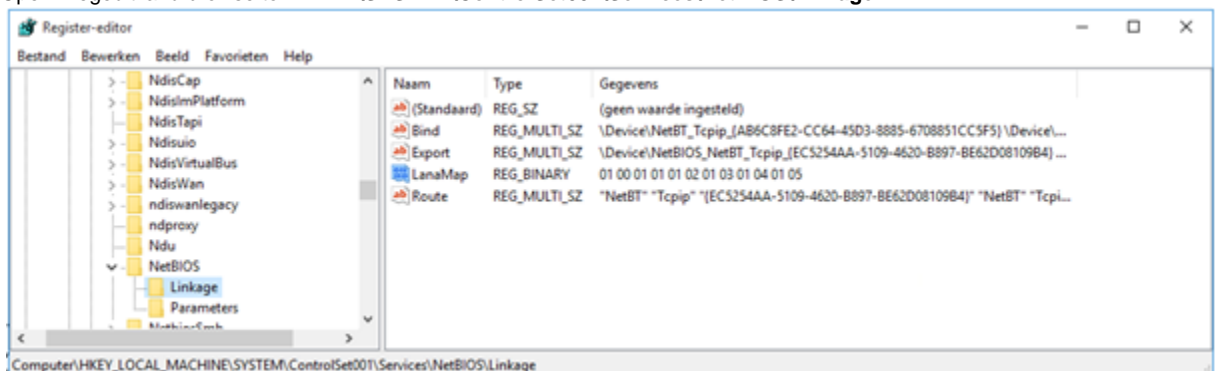 Register-editor
Bestand Bewerken Beeld Favorieten Help
NdisCap
NdisImPlatform
NdisTapi
Ndisuio
NdisVirtualBus
NdisWan
ndiswanlegacy
ndproxy
Ndu
NetBIOS
Linkage
Parameters
Naam Type Gegevens
(Standaard) REG_SZ (geen waarde ingesteld)
Bind REG_MULTI_SZ \Device\NetBT_Tcpip_{AB6C8FE2-CC64-45D3-8885-6708851CC5F5} \Device\...
Export REG_MULTI_SZ \Device\NetBIOS_NetBT_Tcpip_{EC5254AA-5109-4620-B897-BE62D08109B4} ...
LanaMap REG_BINARY 01 00 01 01 01 02 01 03 01 04 01 05
Route REG_MULTI_SZ "NetBT" "Tcpip" "{EC5254AA-5109-4620-B897-BE62D08109B4}" "NetBT" "Tcpi...
Computer\HKEY_LOCAL_MACHINE\SYSTEM\ControlSet001\Services\NetBIOS\Linkage